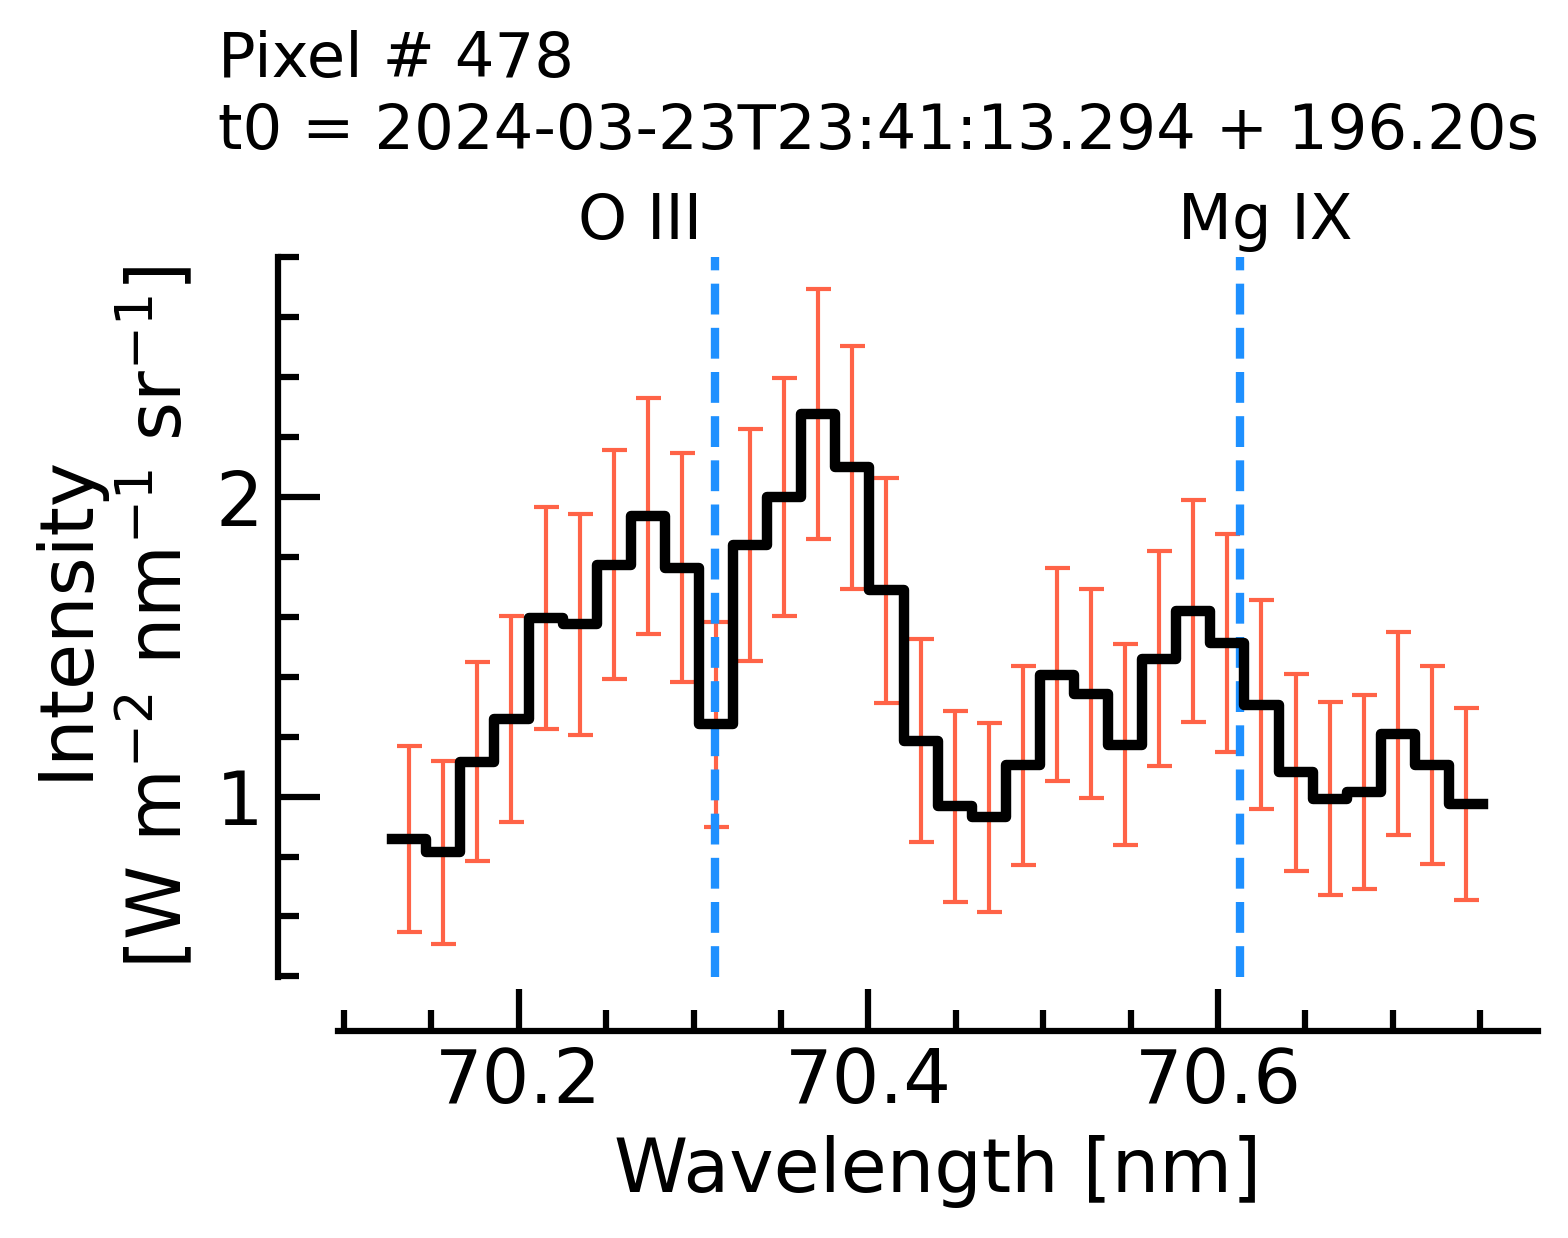 Pixel # 478
t0 = 2024-03-23T23:41:13.294 + 196.20s
O III
Mg IX
Intensity
[W m⁻² nm⁻¹ sr⁻¹]
2
1
70.2
70.4
70.6
Wavelength [nm]